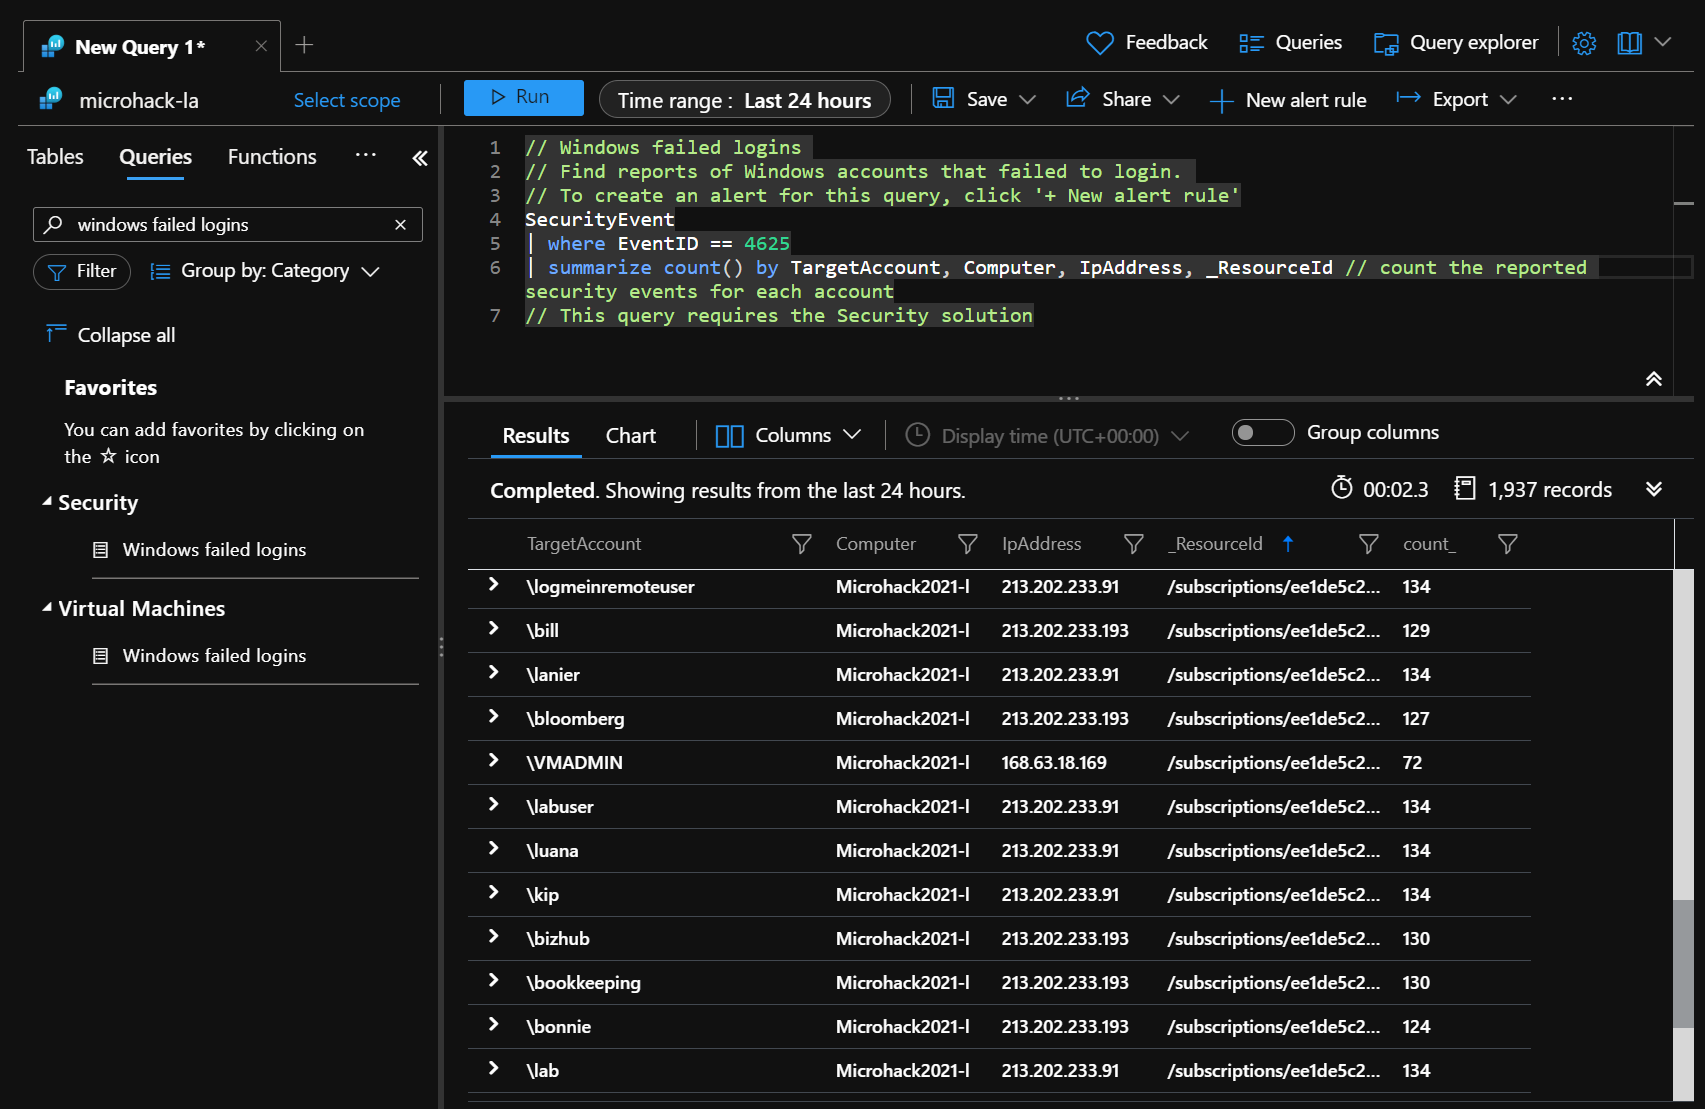 New Query 1*
Feedback Queries Query explorer
microhack-la Select scope Run Time range : Last 24 hours Save Share New alert rule Export ...
Tables Queries Functions ...
windows failed logins
Filter Group by: Category
Collapse all
Favorites
You can add favorites by clicking on
the ☆ icon
Security
Windows failed logins
Virtual Machines
Windows failed logins
1 // Windows failed logins
2 // Find reports of Windows accounts that failed to login.
3 // To create an alert for this query, click '+ New alert rule'
4 SecurityEvent
5 | where EventID == 4625
6 | summarize count() by TargetAccount, Computer, IpAddress, _ResourceId // count the reported
security events for each account
7 // This query requires the Security solution
Results Chart Columns Display time (UTC+00:00) Group columns
Completed. Showing results from the last 24 hours. 00:02.3 1,937 records
TargetAccount Computer IpAddress _ResourceId count_
\logmeinremoteuser Microhack2021-l 213.202.233.91 /subscriptions/ee1de5c2... 134
\bill Microhack2021-l 213.202.233.193 /subscriptions/ee1de5c2... 129
\lanier Microhack2021-l 213.202.233.91 /subscriptions/ee1de5c2... 134
\bloomberg Microhack2021-l 213.202.233.193 /subscriptions/ee1de5c2... 127
\VMADMIN Microhack2021-l 168.63.18.169 /subscriptions/ee1de5c2... 72
\labuser Microhack2021-l 213.202.233.91 /subscriptions/ee1de5c2... 134
\luana Microhack2021-l 213.202.233.91 /subscriptions/ee1de5c2... 134
\kip Microhack2021-l 213.202.233.91 /subscriptions/ee1de5c2... 134
\bizhub Microhack2021-l 213.202.233.193 /subscriptions/ee1de5c2... 130
\bookkeeping Microhack2021-l 213.202.233.193 /subscriptions/ee1de5c2... 130
\bonnie Microhack2021-l 213.202.233.193 /subscriptions/ee1de5c2... 124
\lab Microhack2021-l 213.202.233.91 /subscriptions/ee1de5c2... 134